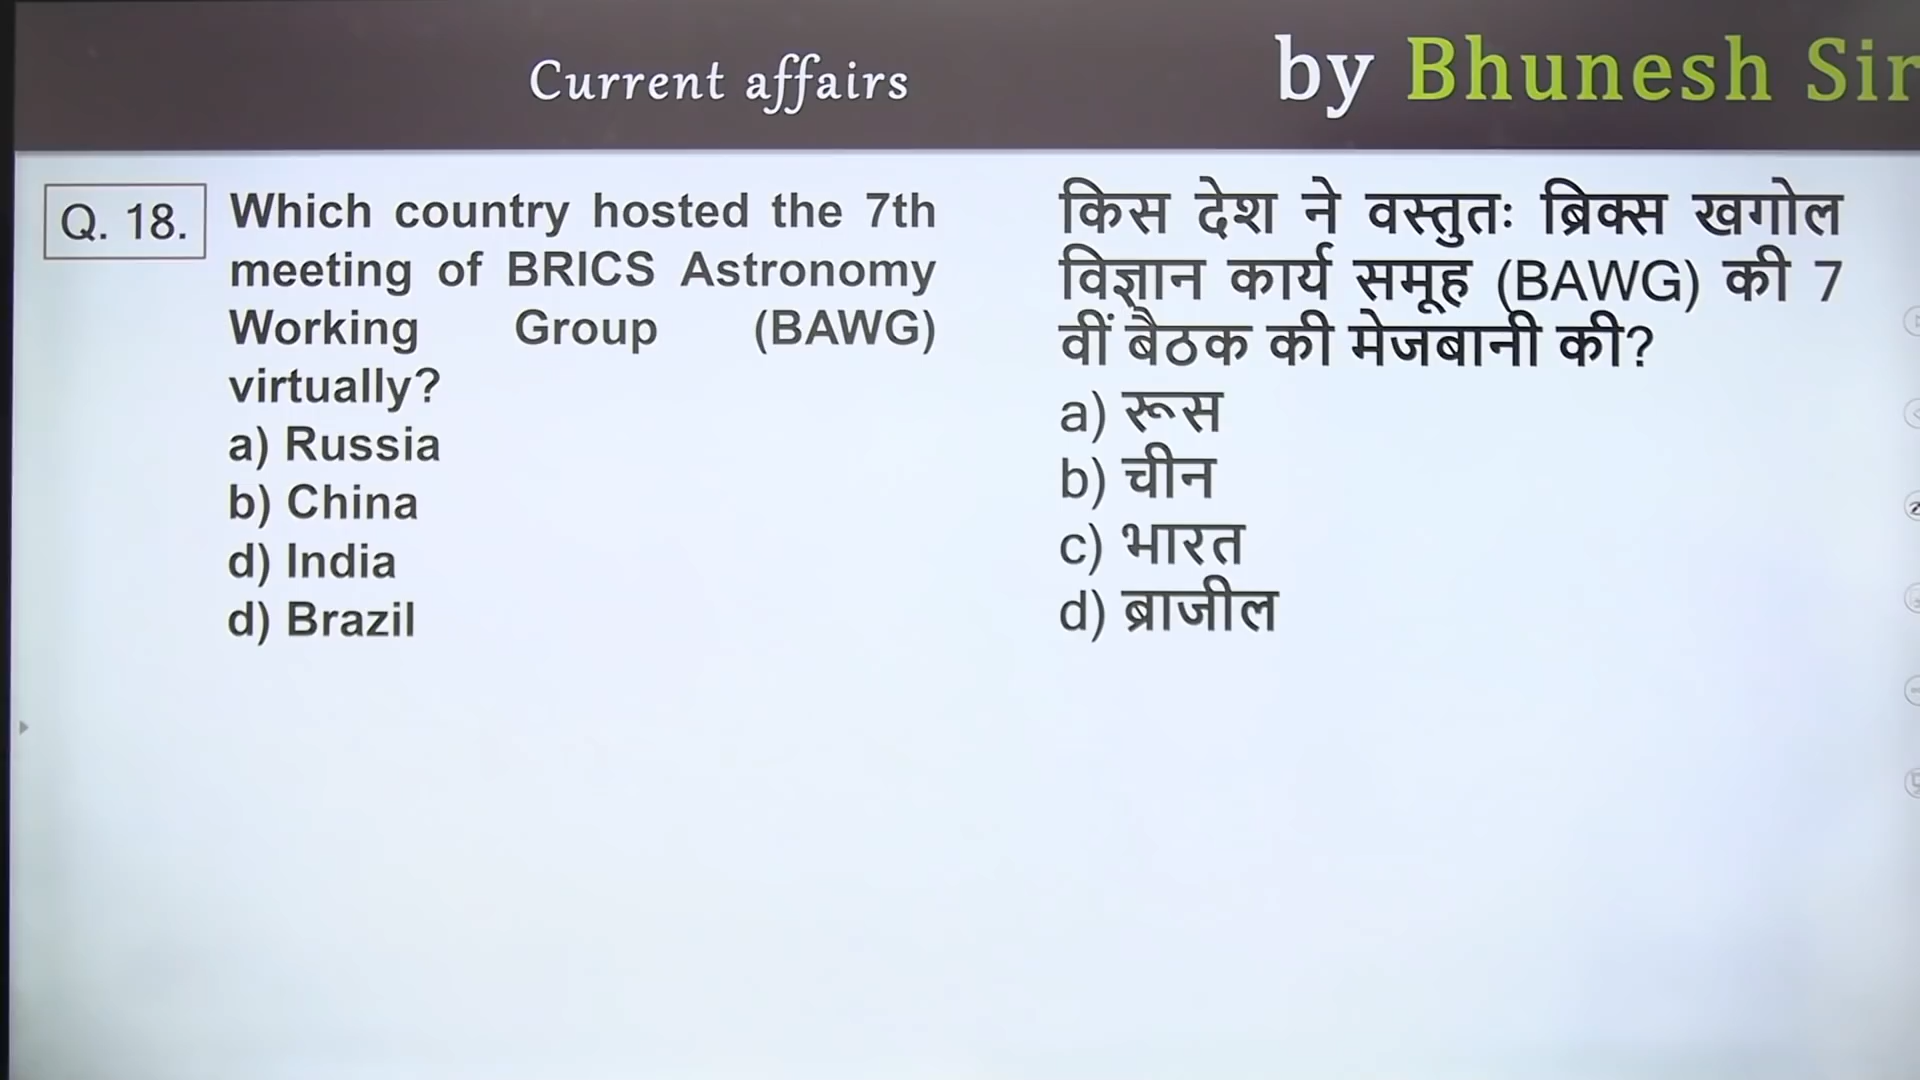 Current affairs
by Bhunesh Sir
Q. 18.
Which country hosted the 7th
meeting of BRICS Astronomy
Working Group (BAWG)
virtually?
a) Russia
b) China
d) India
d) Brazil
किस देश ने वस्तुतः ब्रिक्स खगोल
विज्ञान कार्य समूह (BAWG) की 7
वीं बैठक की मेजबानी की?
a) रूस
b) चीन
c) भारत
d) ब्राजील